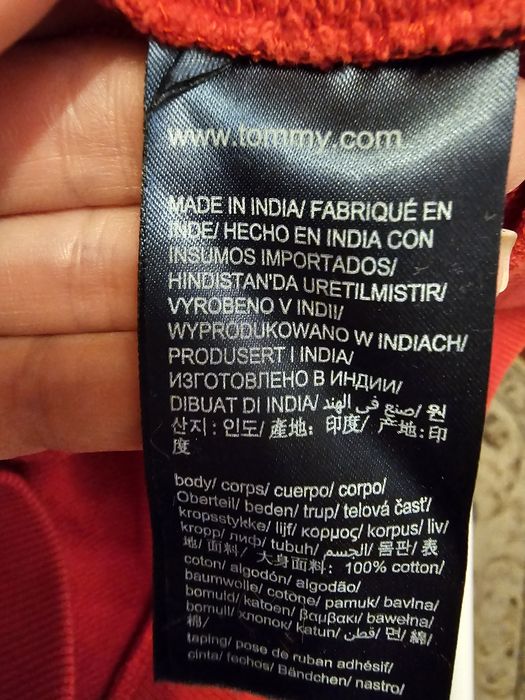 www.tommy.com
MADE IN INDIA/ FABRIQUÉ EN
INDE/ HECHO EN INDIA CON
INSUMOS IMPORTADOS/
HINDISTAN'DA URETILMISTIR/
VYROBENO V INDII/
WYPRODUKOWANO W INDIACH/
PRODUSERT I INDIA/
ИЗГОТОВЛЕНО В ИНДИИ/
DIBUAT DI INDIA/ صنع في الهند/ 원
산지: 인도/ 產地: 印度/ 产地:印
度
body/ corps/ cuerpo/ corpo/
Oberteil/ beden/ trup/ telová časť/
kropsstykke/ lijf/ κορμος/ korpus/ liv/
kropp/ лиф/ tubuh/ الجسم/ 몸판/ 表
地/ 面料/ 大身面料: 100% cotton/
coton/ algodón/ algodão/
baumwolle/ cotone/ pamuk/ bavlna/
bomuld/ katoen/ βαμβακι/ bawełna/
bomull/ хлопок/ katun/ قطن/ 면/ 綿/
棉/
taping/ pose de ruban adhésif/
cinta/ fechos/ Bändchen/ nastro/